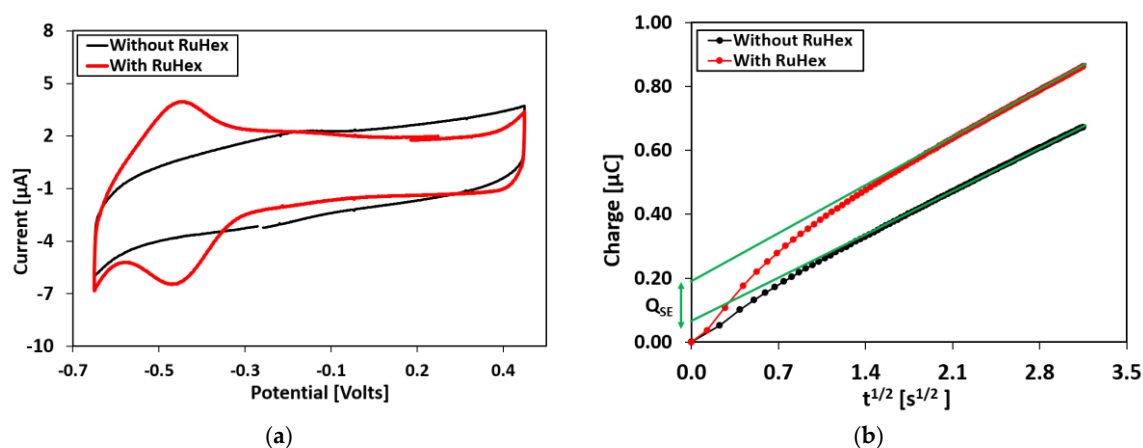 8
5
2
-1
-4
-7
-10
Current [µA]
Without RuHex
With RuHex
-0.7
-0.5
-0.3
-0.1
0.2
0.4
Potential [Volts]
(a)
1.00
0.80
0.60
0.40
0.20
0.00
Charge [µC]
Without RuHex
With RuHex
QSE
0.0
0.7
1.4
2.1
2.8
3.5
t1/2 [s1/2 ]
(b)